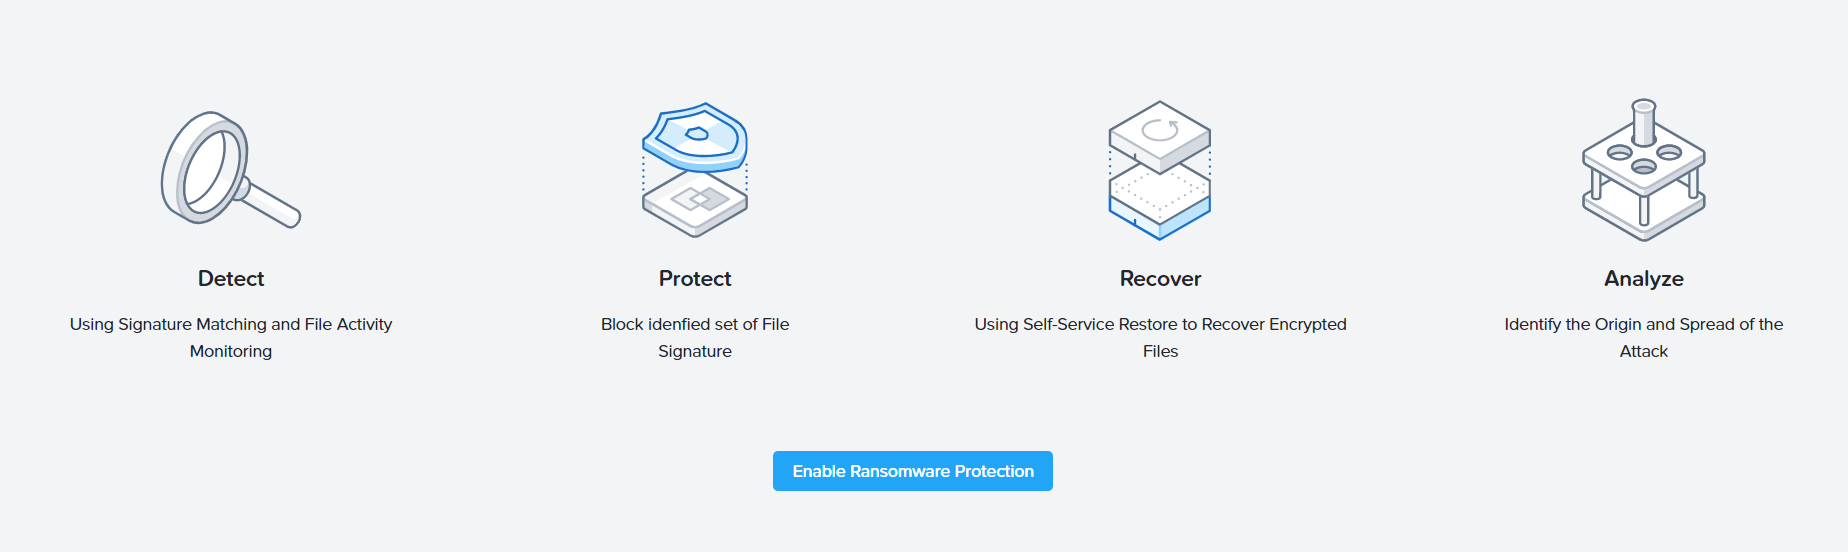 Detect
Using Signature Matching and File Activity
Monitoring
Protect
Block idenfied set of File
Signature
Recover
Using Self-Service Restore to Recover Encrypted
Files
Analyze
Identify the Origin and Spread of the
Attack
Enable Ransomware Protection